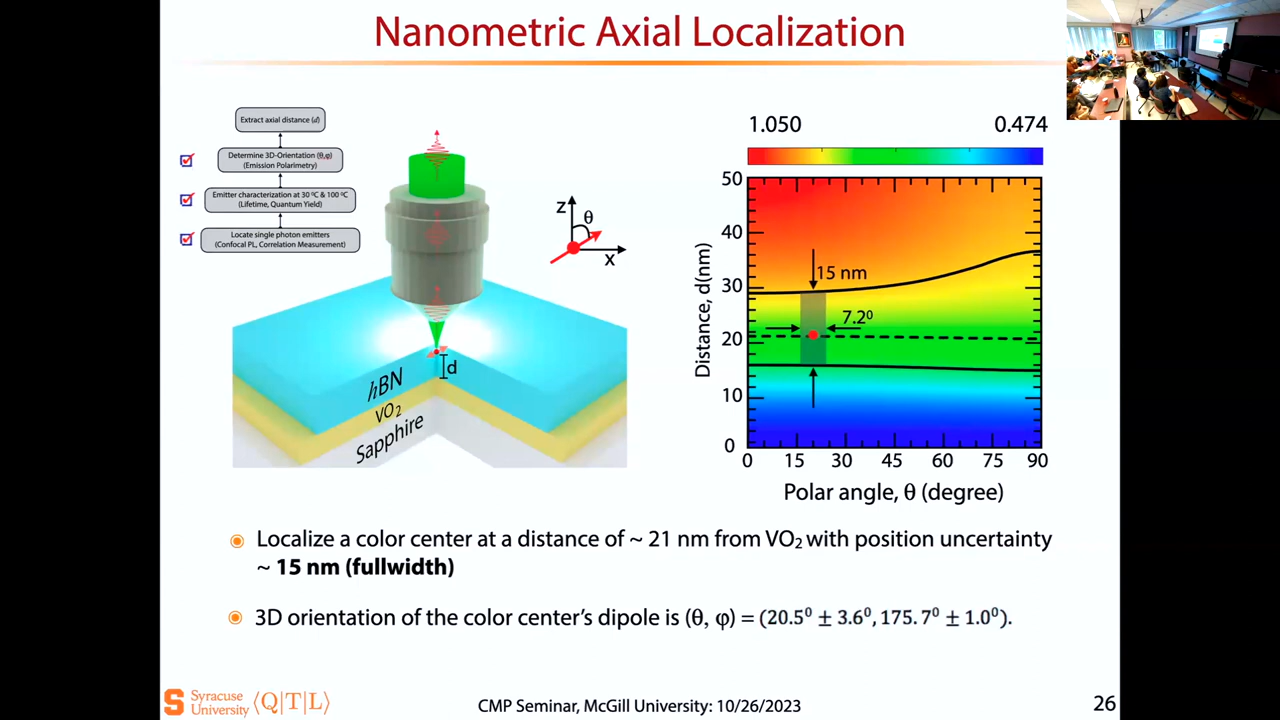 Nanometric Axial Localization
Extract axial distance (d)
Determine 3D-Orientation (θ,φ)
(Emission Polarimetry)
Emitter characterization at 30 ⁰C & 100 ⁰C
(Lifetime, Quantum Yield)
Locate single photon emitters
(Confocal PL, Correlation Measurement)
z
θ
x
d
hBN
VO₂
Sapphire
1.050
0.474
50
40
30
20
10
0
Distance, d(nm)
15 nm
7.2⁰
0 15 30 45 60 75 90
Polar angle, θ (degree)
Localize a color center at a distance of ~ 21 nm from VO₂ with position uncertainty
~ 15 nm (fullwidth)
3D orientation of the color center's dipole is (θ, φ) = (20.5⁰ ± 3.6⁰, 175.7⁰ ± 1.0⁰).
S Syracuse University ⟨Q|T|L⟩
CMP Seminar, McGill University: 10/26/2023
26